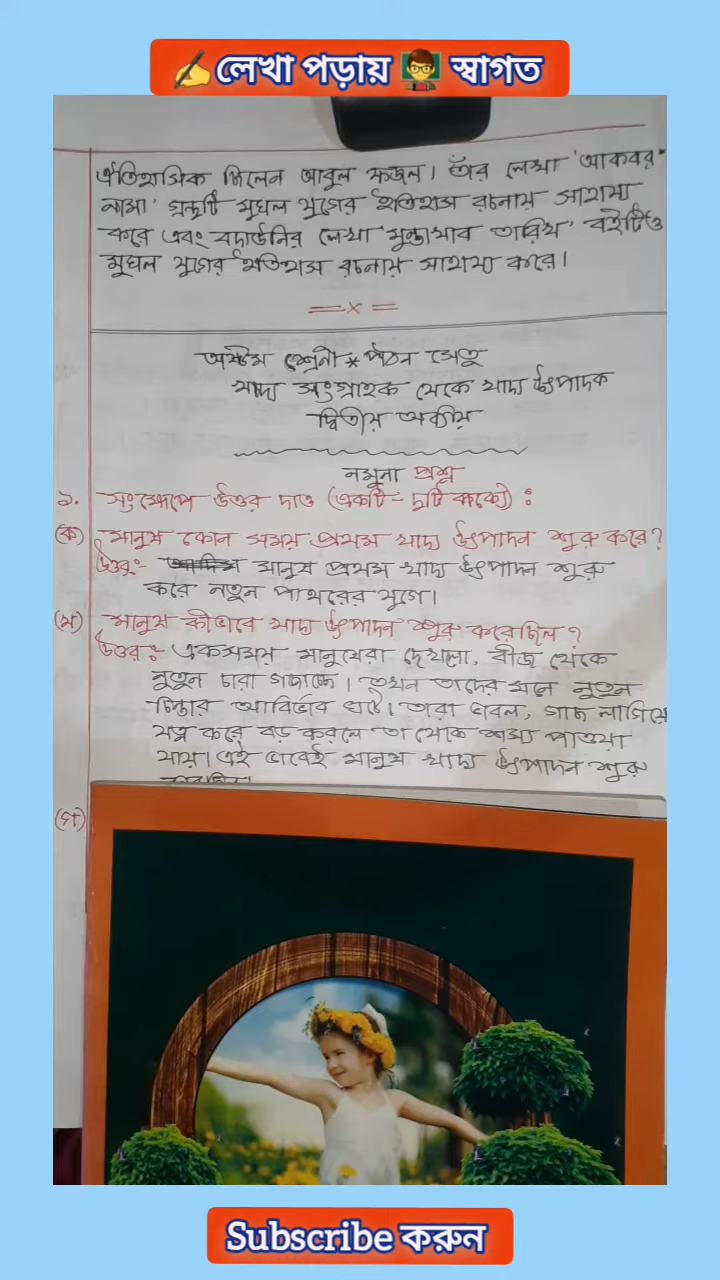 ✍️লেখা পড়ায় 👨‍🏫 স্বাগত
ঐতিহাসিক ছিলেন আবুল ফজল। তাঁর লেখা 'আকবর
নামা' গ্রন্থটি মুঘল যুগের ইতিহাস রচনায় সাহায্য
করে এবং বদাউনির লেখা 'মুন্তাখাব তারিখ' বইটিও
মুঘল যুগের ইতিহাস রচনায় সাহায্য করে।
=x=
অষ্টম শ্রেণী * পঠন সেতু
খাদ্য সংগ্রাহক থেকে খাদ্য উৎপাদক
দ্বিতীয় অধ্যায়
নমুনা প্রশ্ন
১. সংক্ষেপে উত্তর দাও (একটি - দুটি বাক্যে) :
(ক) মানুষ কোন সময় প্রথম খাদ্য উৎপাদন শুরু করে?
উত্তর:- মানুষ প্রথম খাদ্য উৎপাদন শুরু
করে নতুন পাথরের যুগে।
(খ) মানুষ কীভাবে খাদ্য উৎপাদন শুরু করেছিল?
উত্তর : একসময় মানুষেরা দেখলো, বীজ থেকে
নতুন চারা গজাচ্ছে। তখন তাদের মনে নতুন
চিন্তার আবির্ভাব ঘটে। তারা ভাবল, গাছ লাগিয়ে
যত্ন করে বড় করলে তা থেকে শস্য পাওয়া
যায়। এই ভাবেই মানুষ খাদ্য উৎপাদন শুরু
(গ)
Subscribe করুন